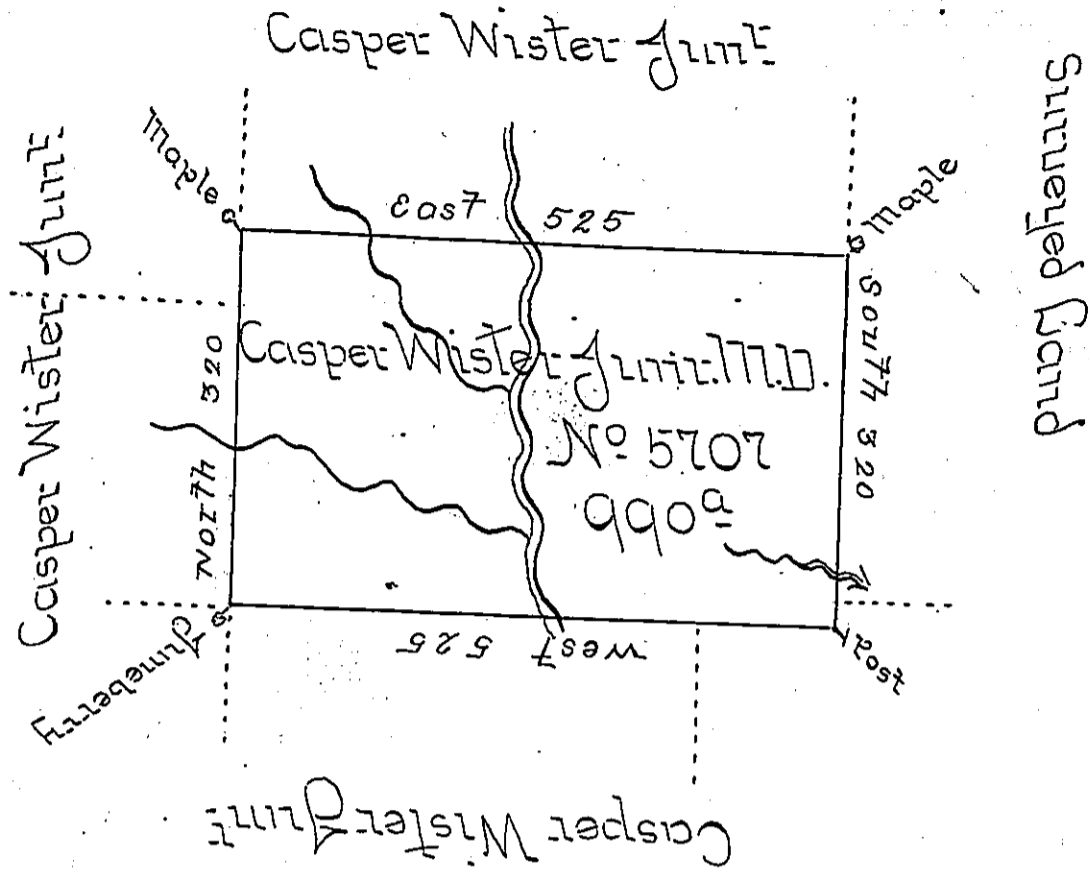 Casper Wister Junr
Maple
East 525
Maple
Surveyed Land
South 320
Casper Wister Junr
North 320
Casper Wister Junr. M.D.
No 5707
990a
Juneberry
West 525
Post
Casper Wister Junr